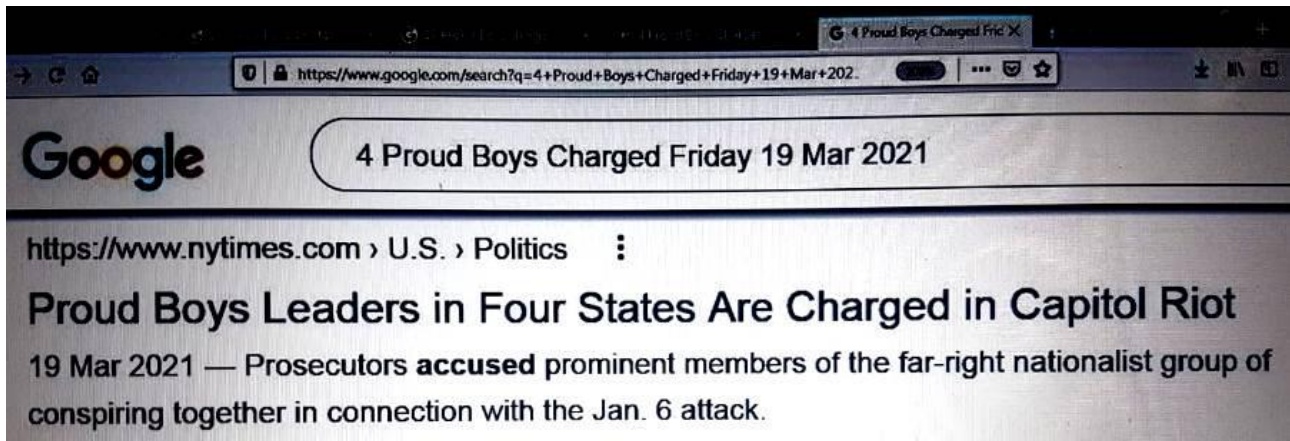 G 4 Proud Boys Charged Fric
https://www.google.com/search?q=4+Proud+Boys+Charged+Friday+19+Mar+202.
Google
4 Proud Boys Charged Friday 19 Mar 2021
https://www.nytimes.com › U.S. › Politics
Proud Boys Leaders in Four States Are Charged in Capitol Riot
19 Mar 2021 — Prosecutors accused prominent members of the far-right nationalist group of
conspiring together in connection with the Jan. 6 attack.